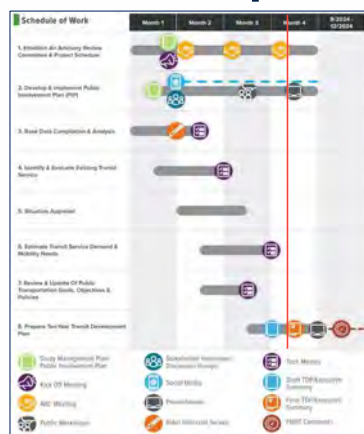 Schedule of Work
Month 1
Month 2
Month 3
Month 4
9/2024 -
12/2024
1. Establish An Advisory Review
Committee & Project Schedule
2. Develop & Implement Public
Involvement Plan (PIP)
3. Base Data Compilation & Analysis
4. Identify & Evaluate Existing Transit
Service
5. Situation Appraisal
6. Estimate Transit Service Demand &
Mobility Needs
7. Review & Update Of Public
Transportation Goals, Objectives &
Policies
8. Prepare Ten Year Transit Development
Plan
Study Management Plan/
Public Involvement Plan
Kick Off Meeting
ARC Meeting
Public Workshops
Stakeholder Interviews/
Discussion Groups
Social Media
Presentations
Rider Intercept Survey
Tech Memos
Draft TDP/Executive
Summary
Final TDP/Executive
Summary
FDOT Comments